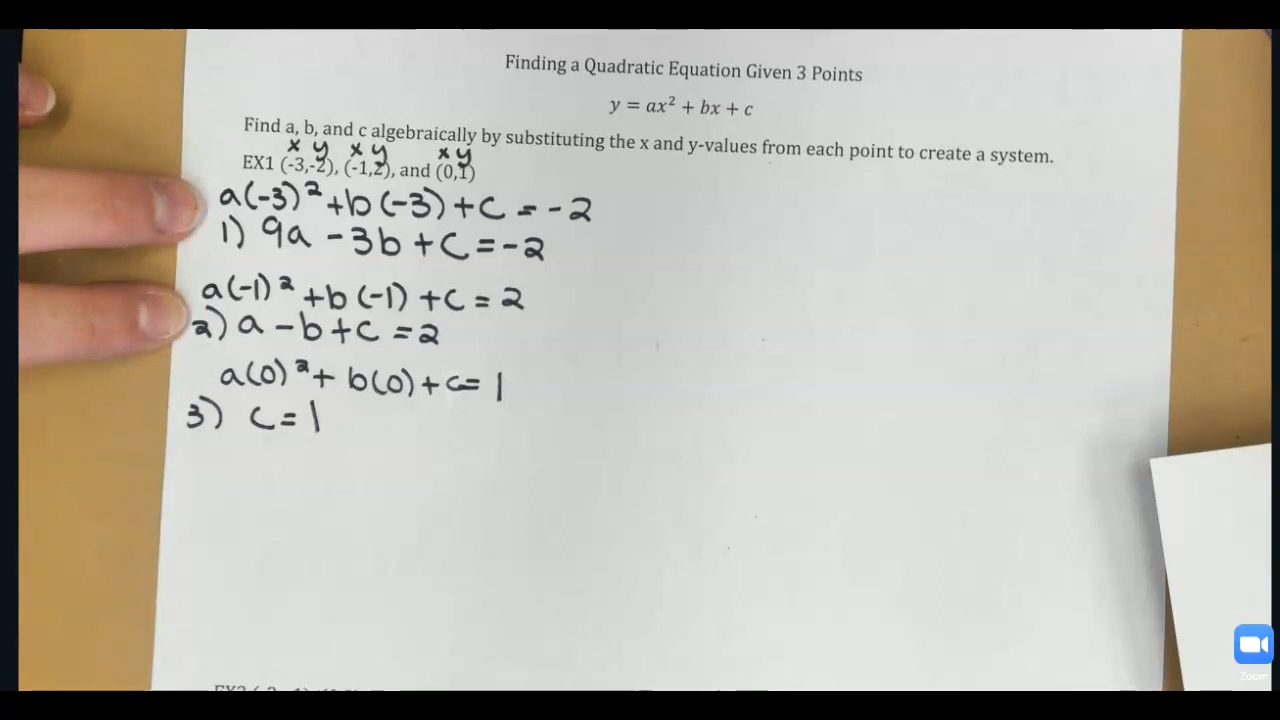 Finding a Quadratic Equation Given 3 Points
y = ax² + bx + c
Find a, b, and c algebraically by substituting the x and y-values from each point to create a system.
x y x y x y
EX1 (-3,-2), (-1,2), and (0,1)
a(-3)² + b(-3) + c = -2
1) 9a - 3b + c = -2
a(-1)² + b(-1) + c = 2
2) a - b + c = 2
a(0)² + b(0) + c = 1
3) c = 1
Zoom